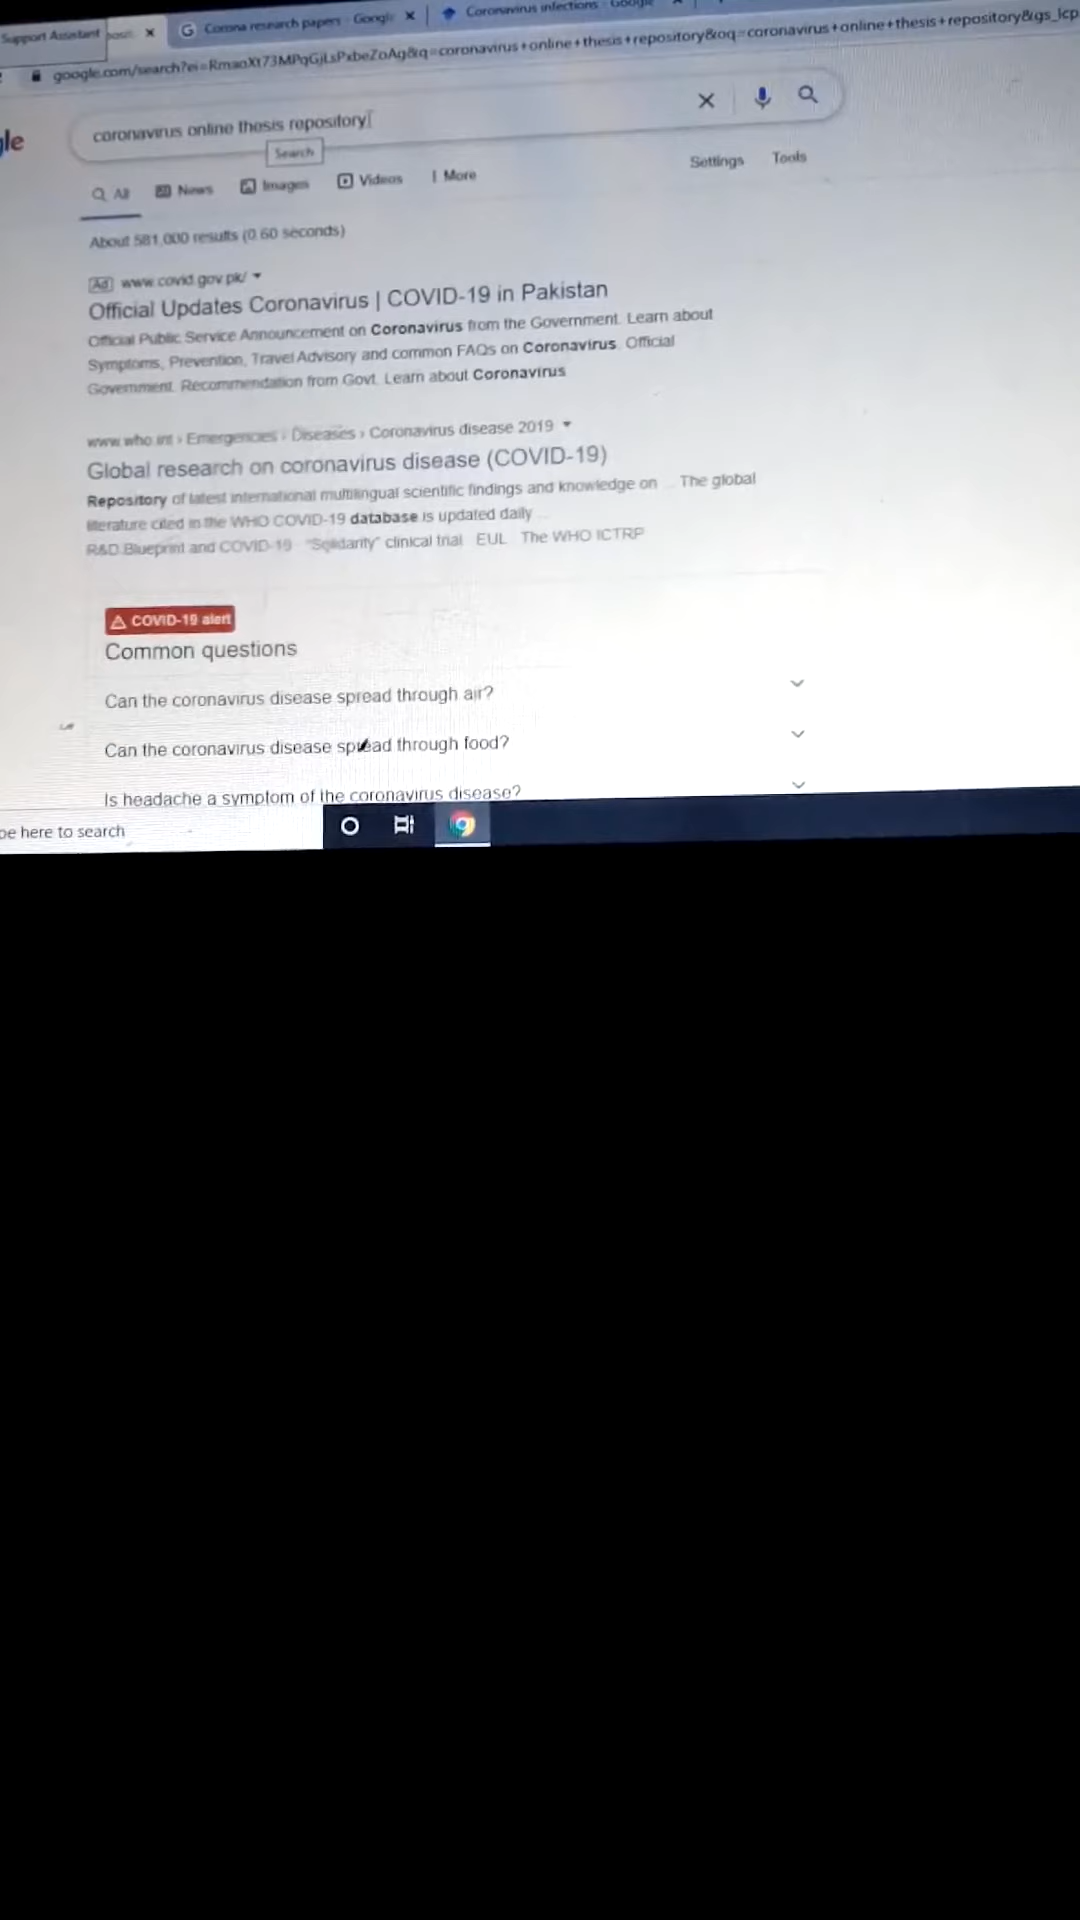 Support Assistant
Corona research papers - Google
Coronavirus infections - Google
google.com/search?ei=RmaoXt73MPqGjLsPxbeZoAg&q=coronavirus+online+thesis+repository&oq=coronavirus+online+thesis+repository&gs_lcp
gle
coronavirus online thesis repository
Search
All News Images Videos More Settings Tools
About 581,000 results (0.60 seconds)
Ad www.covid.gov.pk/
Official Updates Coronavirus | COVID-19 in Pakistan
Official Public Service Announcement on Coronavirus from the Government. Learn about
Symptoms, Prevention, Travel Advisory and common FAQs on Coronavirus. Official
Government. Recommendation from Govt. Learn about Coronavirus
www.who.int › Emergencies › Diseases › Coronavirus disease 2019
Global research on coronavirus disease (COVID-19)
Repository of latest international multilingual scientific findings and knowledge on ... The global
literature cited in the WHO COVID-19 database is updated daily ...
R&D Blueprint and COVID-19 "Solidarity" clinical trial EUL The WHO ICTRP
COVID-19 alert
Common questions
Can the coronavirus disease spread through air?
Can the coronavirus disease spread through food?
Is headache a symptom of the coronavirus disease?
pe here to search